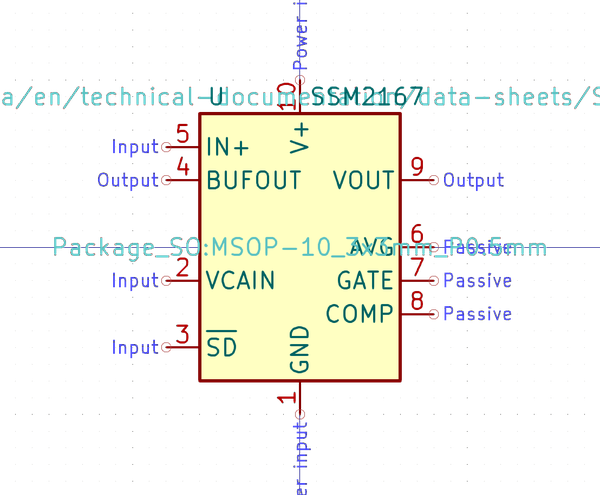 Power i
10
U SSM2167
a/en/technical-documentation/data-sheets/S
V+
Input 5 IN+
Output 4 BUFOUT
VOUT 9 Output
AVG 6 Passive
Package_SO:MSOP-10_3x3mm_P0.5mm
Input 2 VCAIN
GATE 7 Passive
COMP 8 Passive
Input 3 SD
GND
1
er input